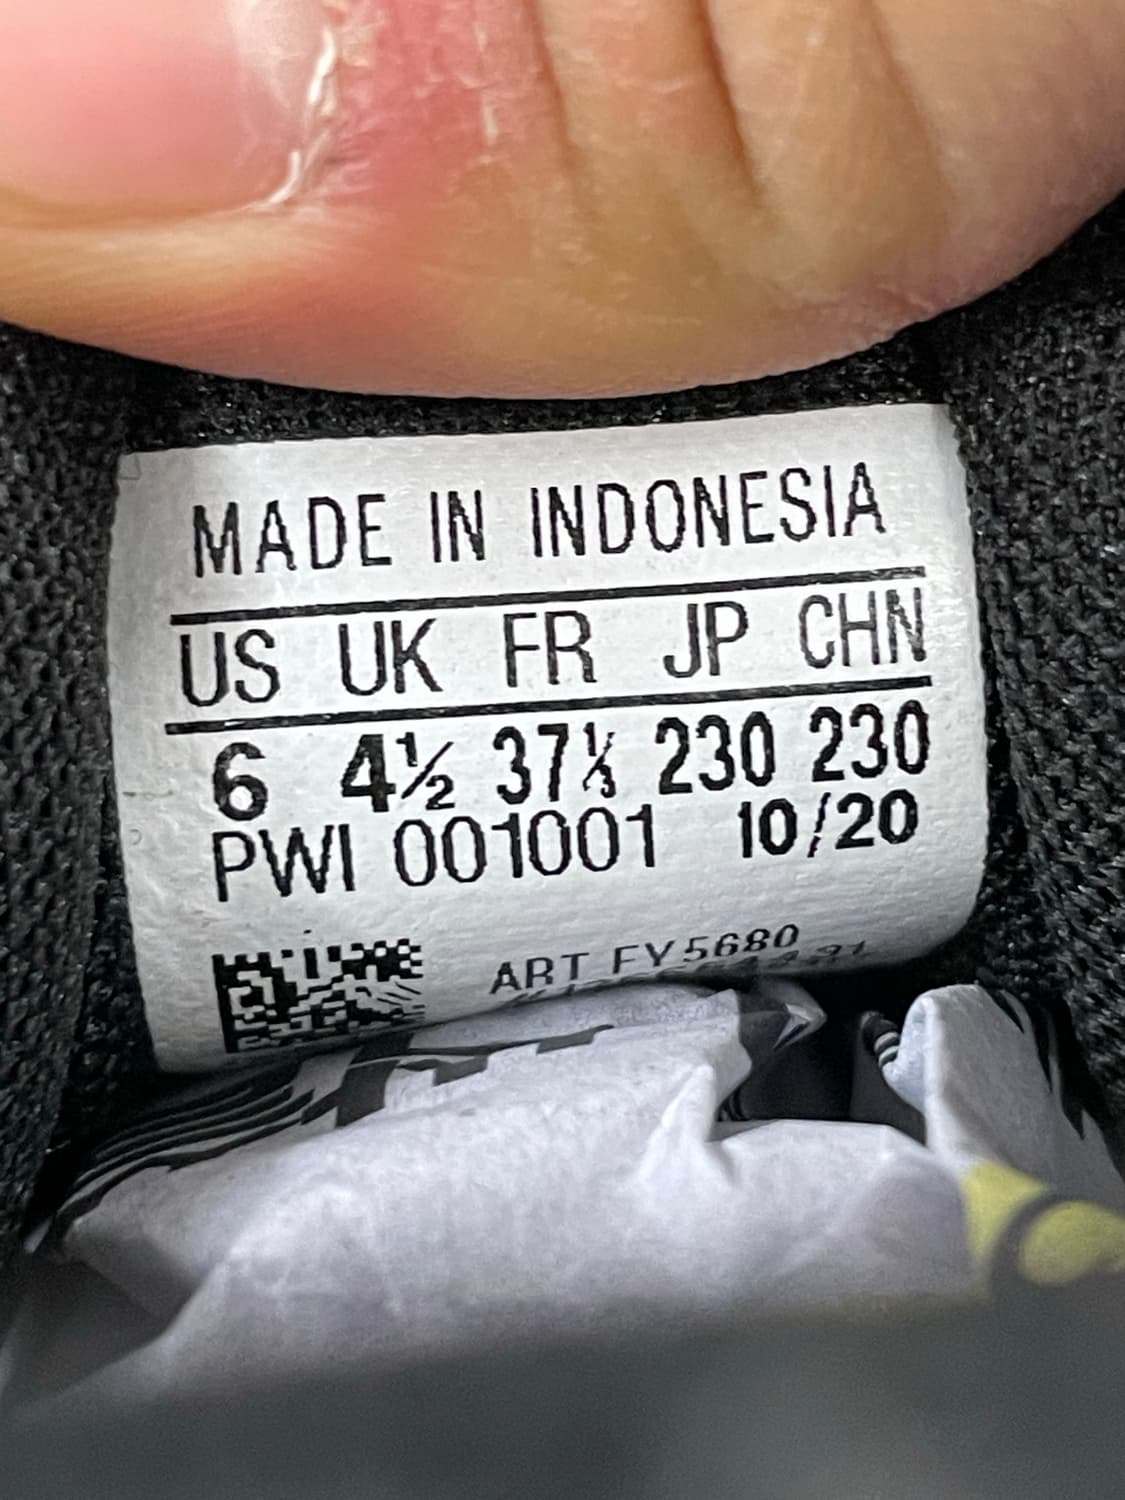 MADE IN INDONESIA
US UK FR JP CHN
6 4½ 37⅓ 230 230
PWI 001001 10/20
ART FY5680